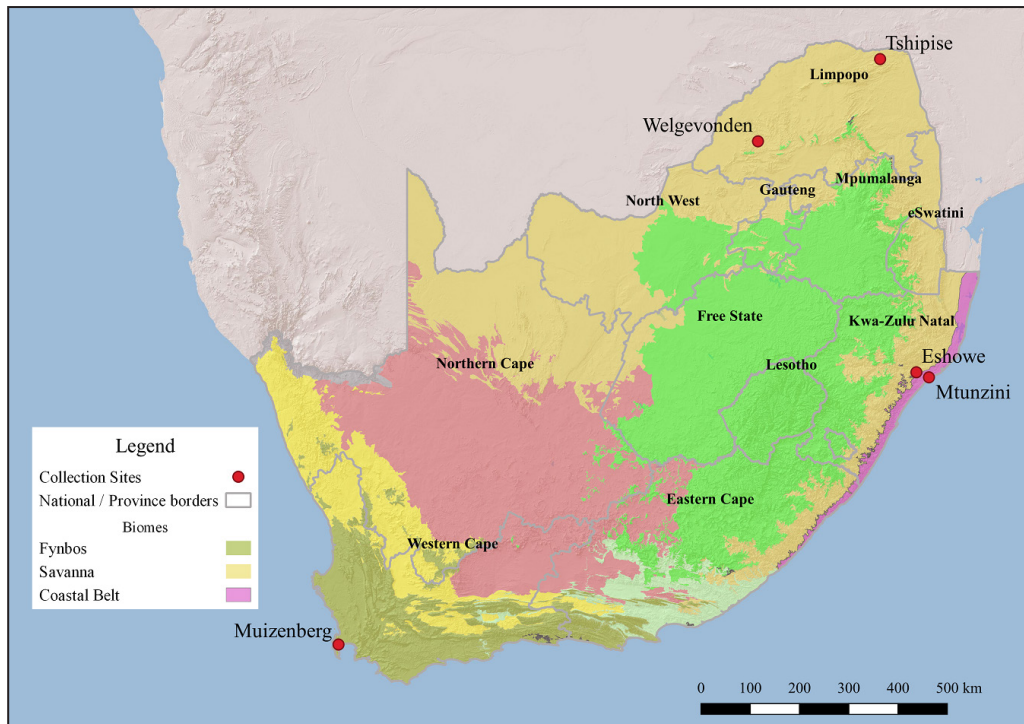 Tshipise
Limpopo
Welgevonden
Mpumalanga
Gauteng
North West
eSwatini
Free State
Kwa-Zulu Natal
Eshowe
Northern Cape
Lesotho
Mtunzini
Legend
Collection Sites
National / Province borders
Biomes
Fynbos
Savanna
Coastal Belt
Eastern Cape
Western Cape
Muizenberg
0 100 200 300 400 500 km